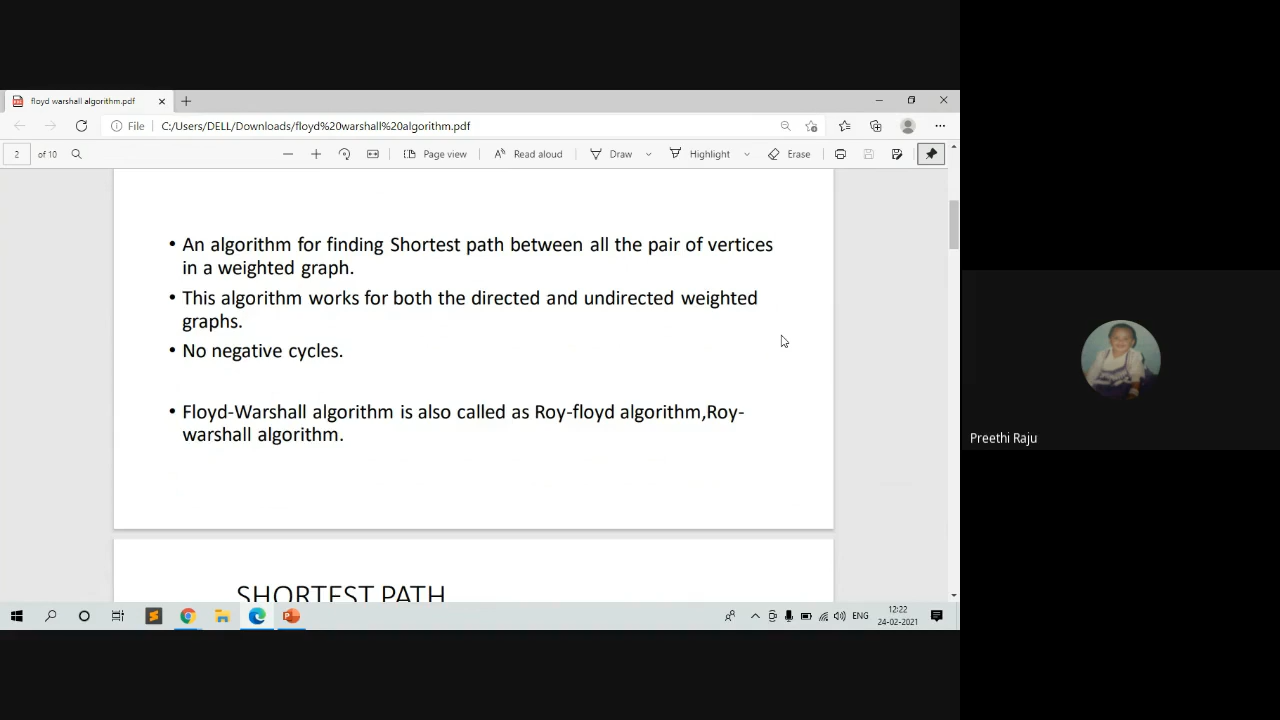 floyd warshall algorithm.pdf
File
C:/Users/DELL/Downloads/floyd%20warshall%20algorithm.pdf
2 of 10
Page view
Read aloud
Draw
Highlight
Erase
• An algorithm for finding Shortest path between all the pair of vertices
in a weighted graph.
• This algorithm works for both the directed and undirected weighted
graphs.
• No negative cycles.
• Floyd-Warshall algorithm is also called as Roy-floyd algorithm,Roy-
warshall algorithm.
SHORTEST PATH
Preethi Raju
ENG
12:22
24-02-2021